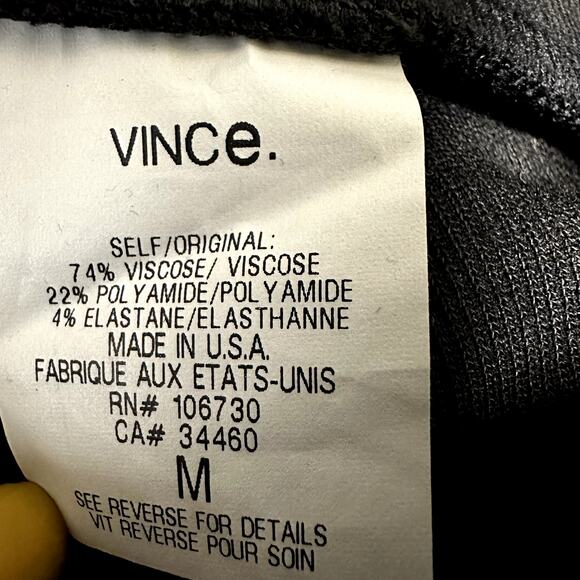 VINCe.
SELF/ORIGINAL:
74% VISCOSE/ VISCOSE
22% POLYAMIDE/POLYAMIDE
4% ELASTANE/ELASTHANNE
MADE IN U.S.A.
FABRIQUE AUX ETATS-UNIS
RN# 106730
CA# 34460
M
SEE REVERSE FOR DETAILS
VIT REVERSE POUR SOIN